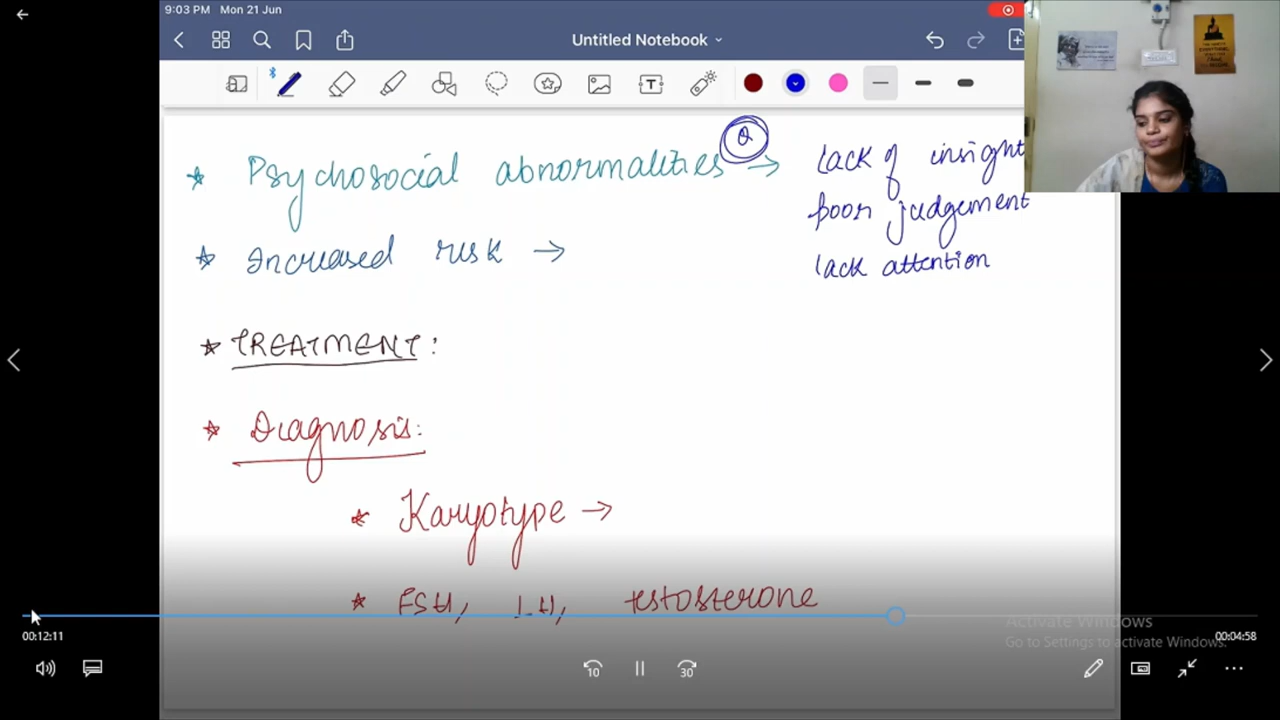 9:03 PM Mon 21 Jun
Untitled Notebook
* Psychosocial abnormalities → lack of insight
poor judgement
* Increased risk → lack attention
* TREATMENT:
* Diagnosis:
* Karyotype →
* FSH, LH, testosterone
Activate Windows
00:12:11 00:04:58
Go to Settings to activate Windows.
10 30